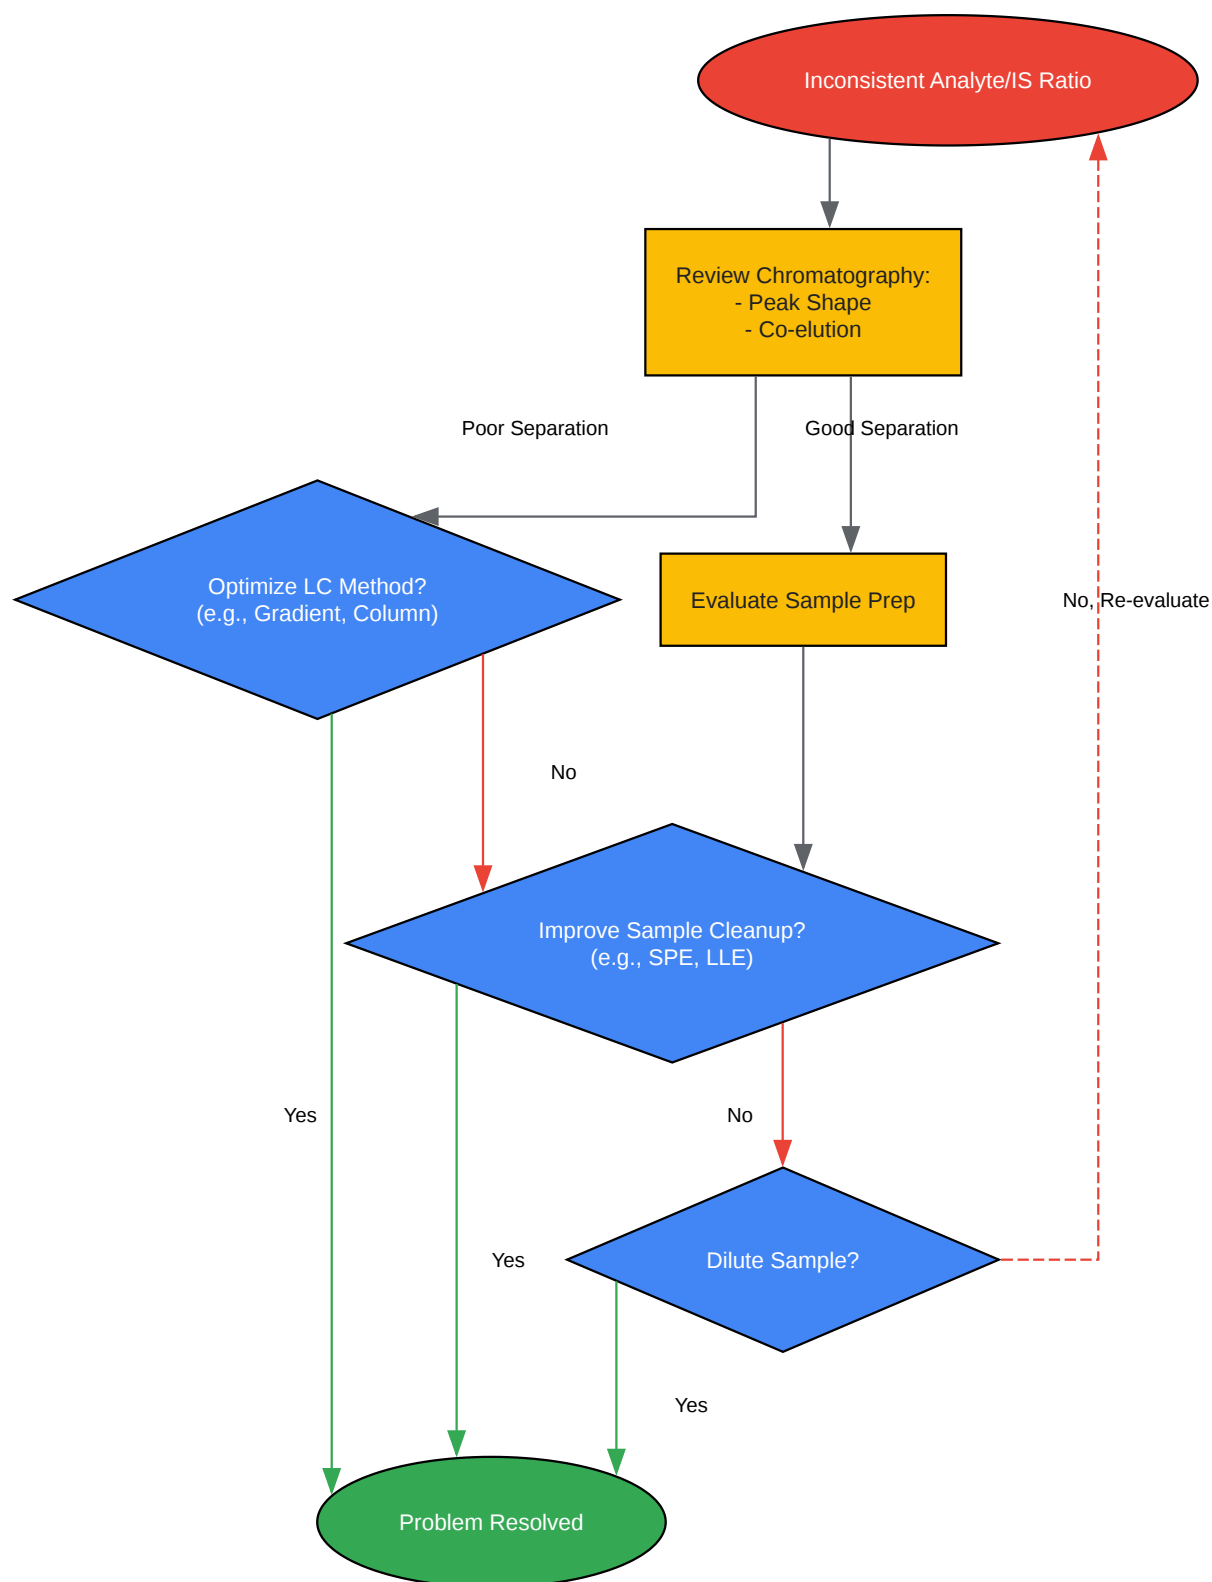 Inconsistent Analyte/IS Ratio
Review Chromatography:
- Peak Shape
- Co-elution
Poor Separation
Good Separation
Optimize LC Method?
(e.g., Gradient, Column)
Evaluate Sample Prep
No, Re-evaluate
No
Improve Sample Cleanup?
(e.g., SPE, LLE)
Yes
No
Yes
Dilute Sample?
Yes
Problem Resolved